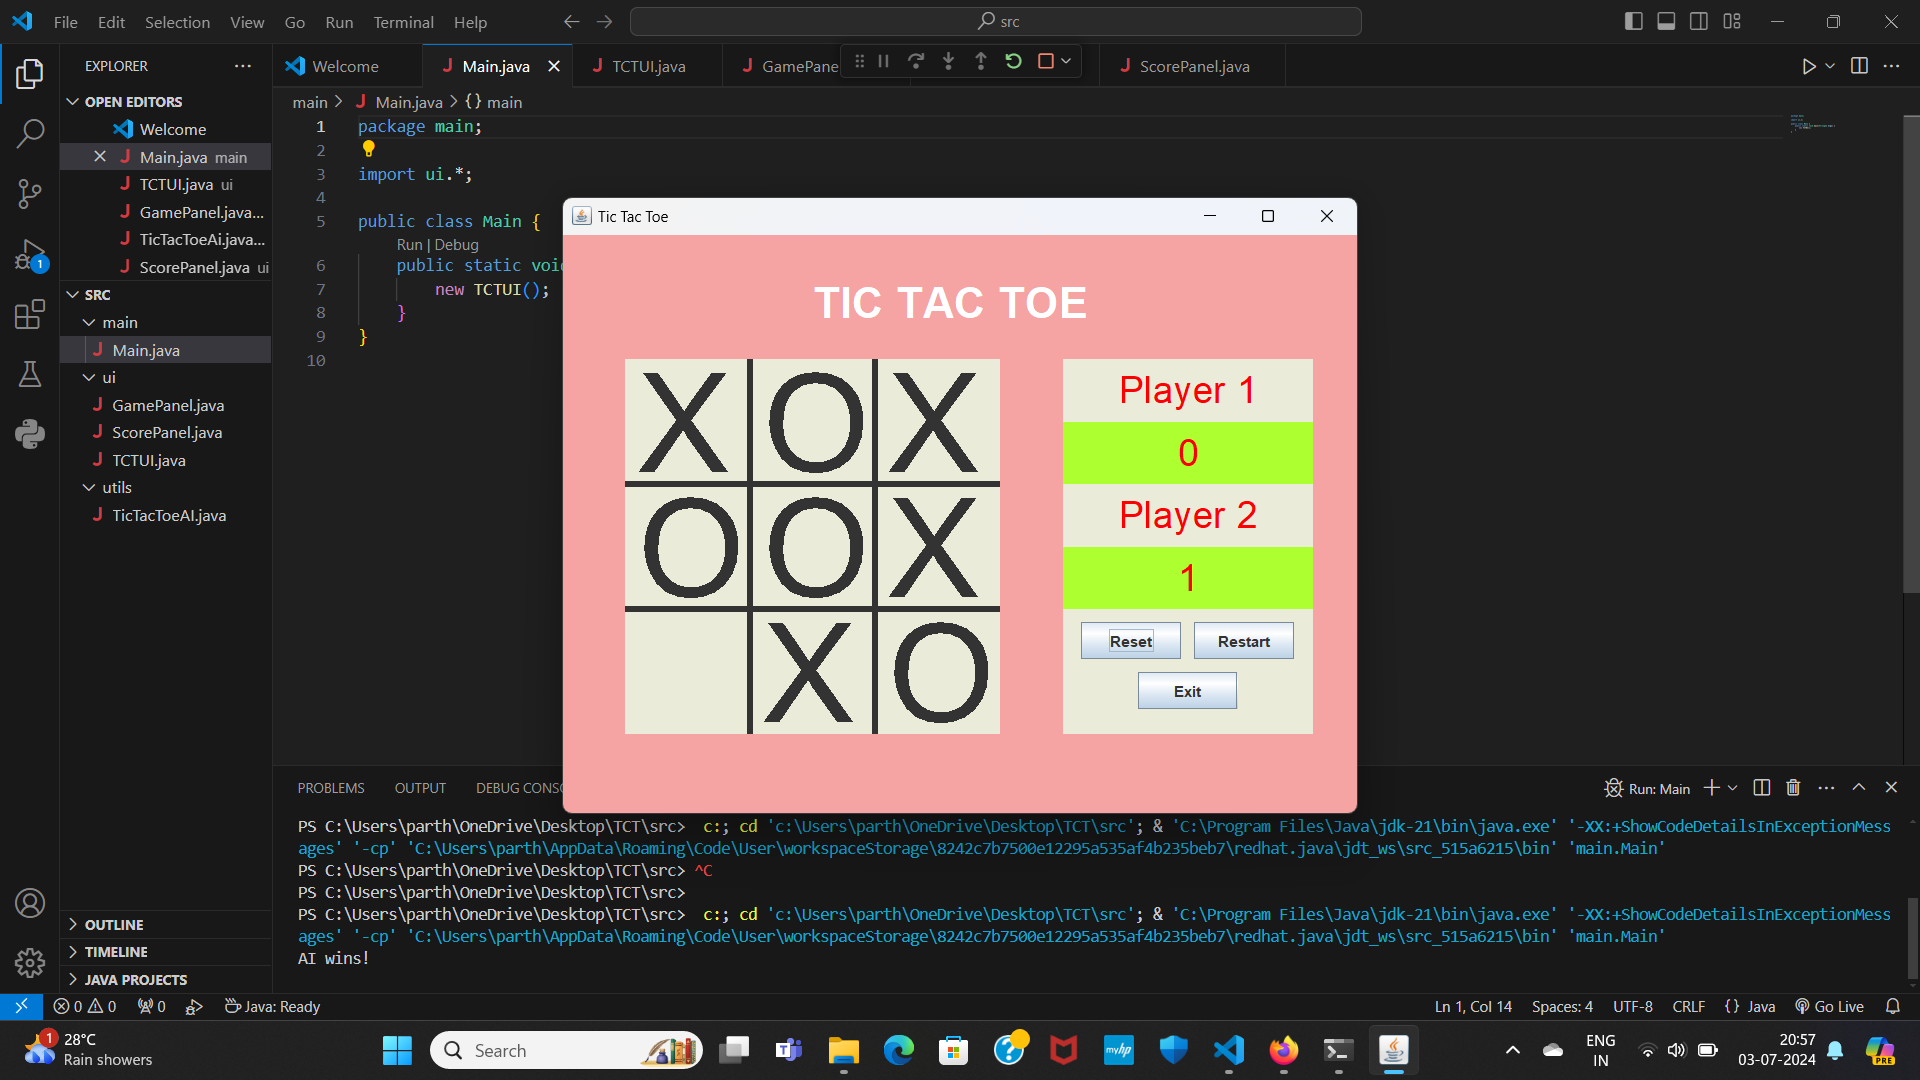 File Edit Selection View Go Run Terminal Help
src
EXPLORER
OPEN EDITORS
Welcome
Main.java main
TCTUI.java ui
GamePanel.java...
TicTacToeAi.java...
ScorePanel.java ui
SRC
main
Main.java
ui
GamePanel.java
ScorePanel.java
TCTUI.java
utils
TicTacToeAI.java
OUTLINE
TIMELINE
JAVA PROJECTS
Welcome Main.java TCTUI.java GamePane ScorePanel.java
main > Main.java > {} main
1 package main;
2
3 import ui.*;
4
5 public class Main {
Run | Debug
6 public static voi
7 new TCTUI();
8 }
9 }
10
Tic Tac Toe
TIC TAC TOE
X O X
O O X
X O
Player 1
0
Player 2
1
Reset Restart
Exit
PROBLEMS OUTPUT DEBUG CONSO
Run: Main
PS C:\Users\parth\OneDrive\Desktop\TCT\src> c:; cd 'c:\Users\parth\OneDrive\Desktop\TCT\src'; & 'C:\Program Files\Java\jdk-21\bin\java.exe' '-XX:+ShowCodeDetailsInExceptionMess
ages' '-cp' 'C:\Users\parth\AppData\Roaming\Code\User\workspaceStorage\8242c7b7500e12295a535af4b235beb7\redhat.java\jdt_ws\src_515a6215\bin' 'main.Main'
PS C:\Users\parth\OneDrive\Desktop\TCT\src> ^C
PS C:\Users\parth\OneDrive\Desktop\TCT\src>
PS C:\Users\parth\OneDrive\Desktop\TCT\src> c:; cd 'c:\Users\parth\OneDrive\Desktop\TCT\src'; & 'C:\Program Files\Java\jdk-21\bin\java.exe' '-XX:+ShowCodeDetailsInExceptionMess
ages' '-cp' 'C:\Users\parth\AppData\Roaming\Code\User\workspaceStorage\8242c7b7500e12295a535af4b235beb7\redhat.java\jdt_ws\src_515a6215\bin' 'main.Main'
AI wins!
0 0 0 Java: Ready Ln 1, Col 14 Spaces: 4 UTF-8 CRLF {} Java Go Live
1
28°C
Rain showers
Search
myhp
ENG
IN
20:57
03-07-2024
PRE